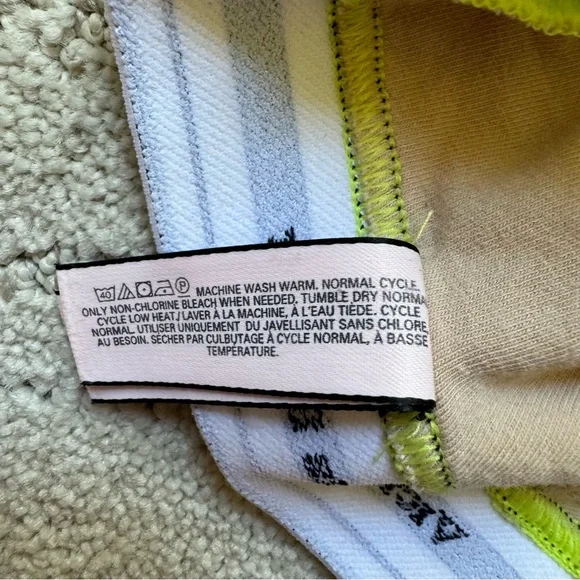 40 P MACHINE WASH WARM. NORMAL CYCLE.
ONLY NON-CHLORINE BLEACH WHEN NEEDED. TUMBLE DRY NORMA
CYCLE LOW HEAT./LAVER À LA MACHINE, À L'EAU TIÈDE. CYCLE
NORMAL. UTILISER UNIQUEMENT DU JAVELLISANT SANS CHLORE
AU BESOIN. SÉCHER PAR CULBUTAGE À CYCLE NORMAL, À BASSE
TEMPÉRATURE.